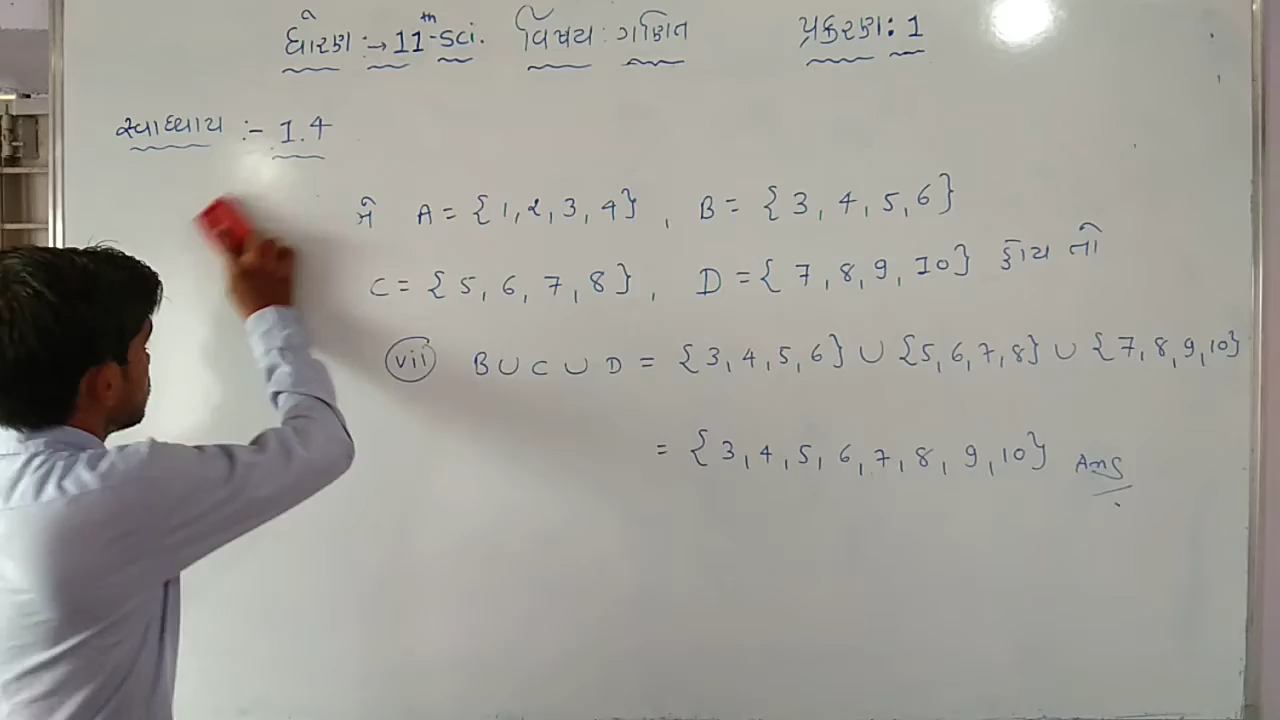 ધોરણ :→ 11th-sci. વિષય : ગણિત પ્રકરણ : 1
સ્વાધ્યાય :- 1.4
જો A = {1, 2, 3, 4} , B = {3, 4, 5, 6}
C = {5, 6, 7, 8} , D = {7, 8, 9, 10} હોય તો
(vii) B ∪ C ∪ D = {3, 4, 5, 6} ∪ {5, 6, 7, 8} ∪ {7, 8, 9, 10}
= {3, 4, 5, 6, 7, 8, 9, 10} Ans